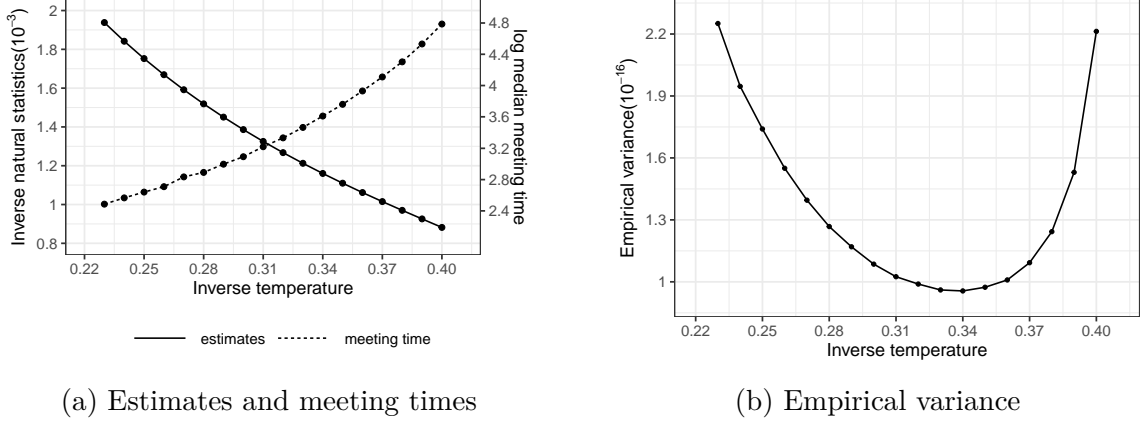 Inverse natural statistics(10⁻³)
2
1.8
1.6
1.4
1.2
1
0.8
4.8
4.4
4
3.6
3.2
2.8
2.4
log median meeting time
0.22 0.25 0.28 0.31 0.34 0.37 0.40
Inverse temperature
estimates meeting time
(a) Estimates and meeting times
Empirical variance(10⁻¹⁶)
2.2
1.9
1.6
1.3
1
0.22 0.25 0.28 0.31 0.34 0.37 0.40
Inverse temperature
(b) Empirical variance